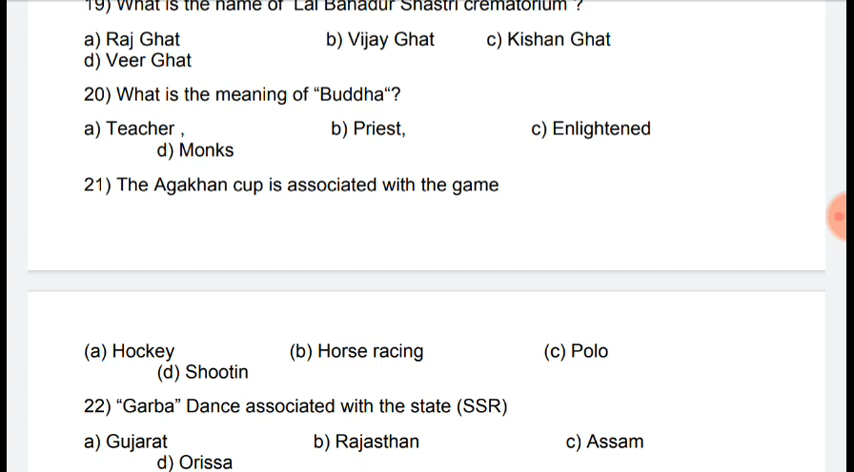 19) What is the name of "Lal Bahadur Shastri crematorium"?
a) Raj Ghat b) Vijay Ghat c) Kishan Ghat
d) Veer Ghat
20) What is the meaning of “Buddha“?
a) Teacher , b) Priest, c) Enlightened
d) Monks
21) The Agakhan cup is associated with the game
(a) Hockey (b) Horse racing (c) Polo
(d) Shootin
22) “Garba” Dance associated with the state (SSR)
a) Gujarat b) Rajasthan c) Assam
d) Orissa